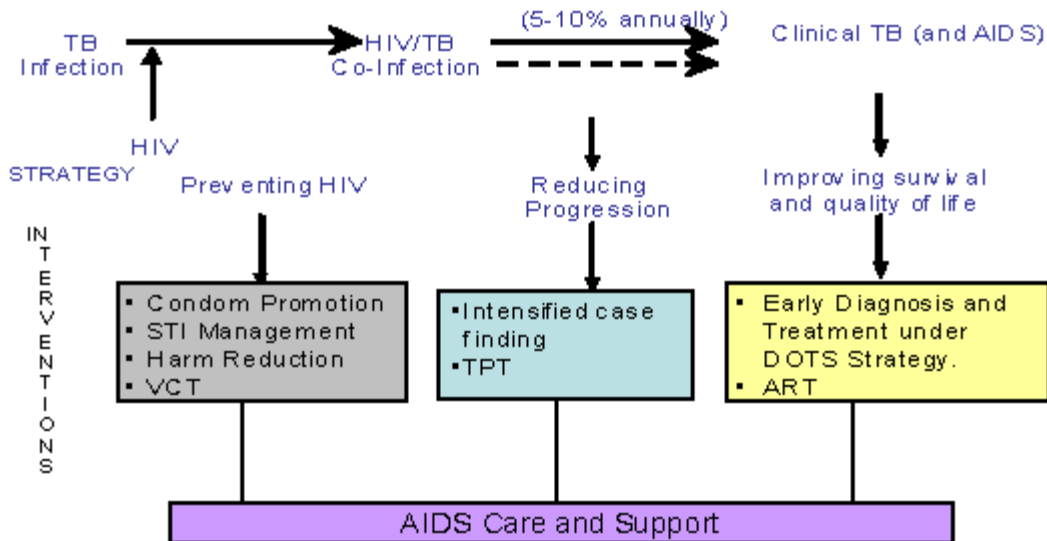 TB
Infection
HIV/TB
Co-Infection
(5-10% annually)
Clinical TB (and AIDS)
HIV
STRATEGY
Preventing HIV
Reducing
Progression
Improving survival
and quality of life
INTERVENTIONS
▪ Condom Promotion
▪ STI Management
▪ Harm Reduction
▪ VCT
▪Intensified case
finding
▪TPT
▪ Early Diagnosis and
Treatment under
DOTS Strategy.
▪ ART
AIDS Care and Support